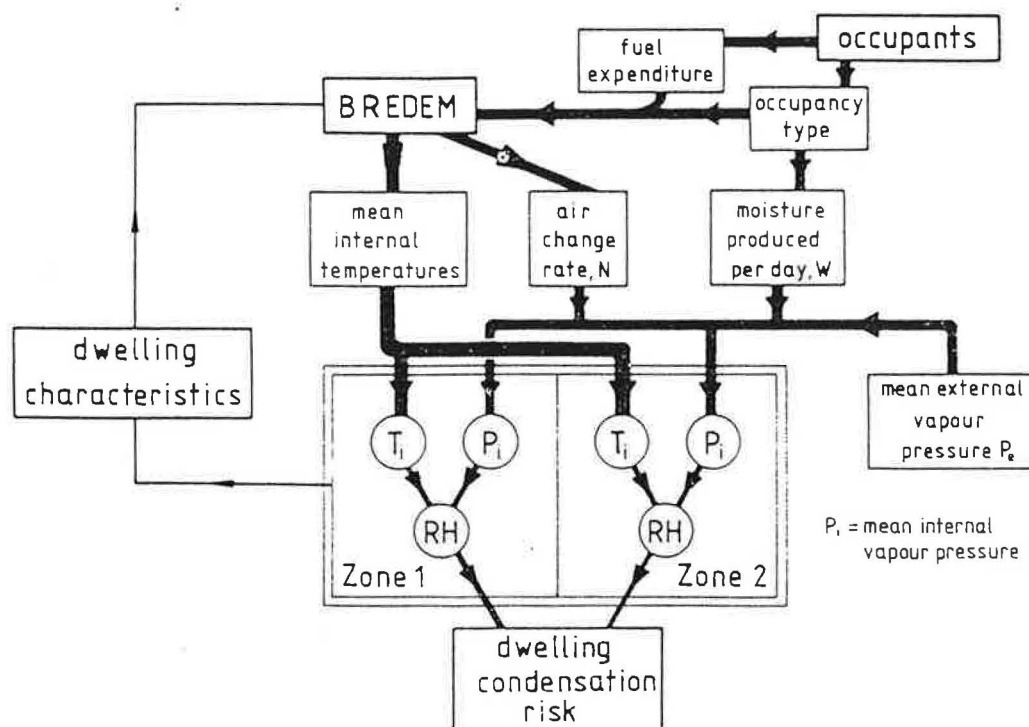 fuel
expenditure
occupants
BREDEM
occupancy
type
mean
internal
temperatures
air
change
rate, N
moisture
produced
per day, W
dwelling
characteristics
mean external
vapour
pressure Pe
Ti
Pi
Ti
Pi
RH
RH
Zone 1
Zone 2
Pi = mean internal
vapour pressure
dwelling
condensation
risk